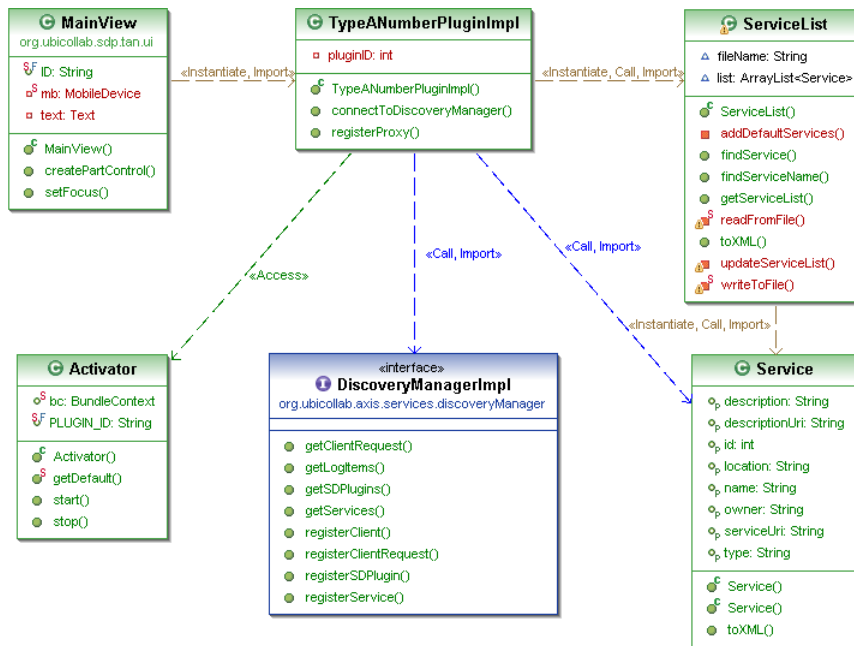 MainView
org.ubicollab.sdp.tan.ui
ID: String
mb: MobileDevice
text: Text
MainView()
createPartControl()
setFocus()
«Instantiate, Import»
TypeANumberPluginImpl
pluginID: int
TypeANumberPluginImpl()
connectToDiscoveryManager()
registerProxy()
«Instantiate, Call, Import»
ServiceList
fileName: String
list: ArrayList<Service>
ServiceList()
addDefaultServices()
findService()
findServiceName()
getServiceList()
readFromFile()
toXML()
updateServiceList()
writeToFile()
«Access»
«Call, Import»
«Call, Import»
«Instantiate, Call, Import»
Activator
bc: BundleContext
PLUGIN_ID: String
Activator()
getDefault()
start()
stop()
«interface»
DiscoveryManagerImpl
org.ubicollab.axis.services.discoveryManager
getClientRequest()
getLogItems()
getSDPlugins()
getServices()
registerClient()
registerClientRequest()
registerSDPlugin()
registerService()
Service
description: String
descriptionUri: String
id: int
location: String
name: String
owner: String
serviceUri: String
type: String
Service()
Service()
toXML()